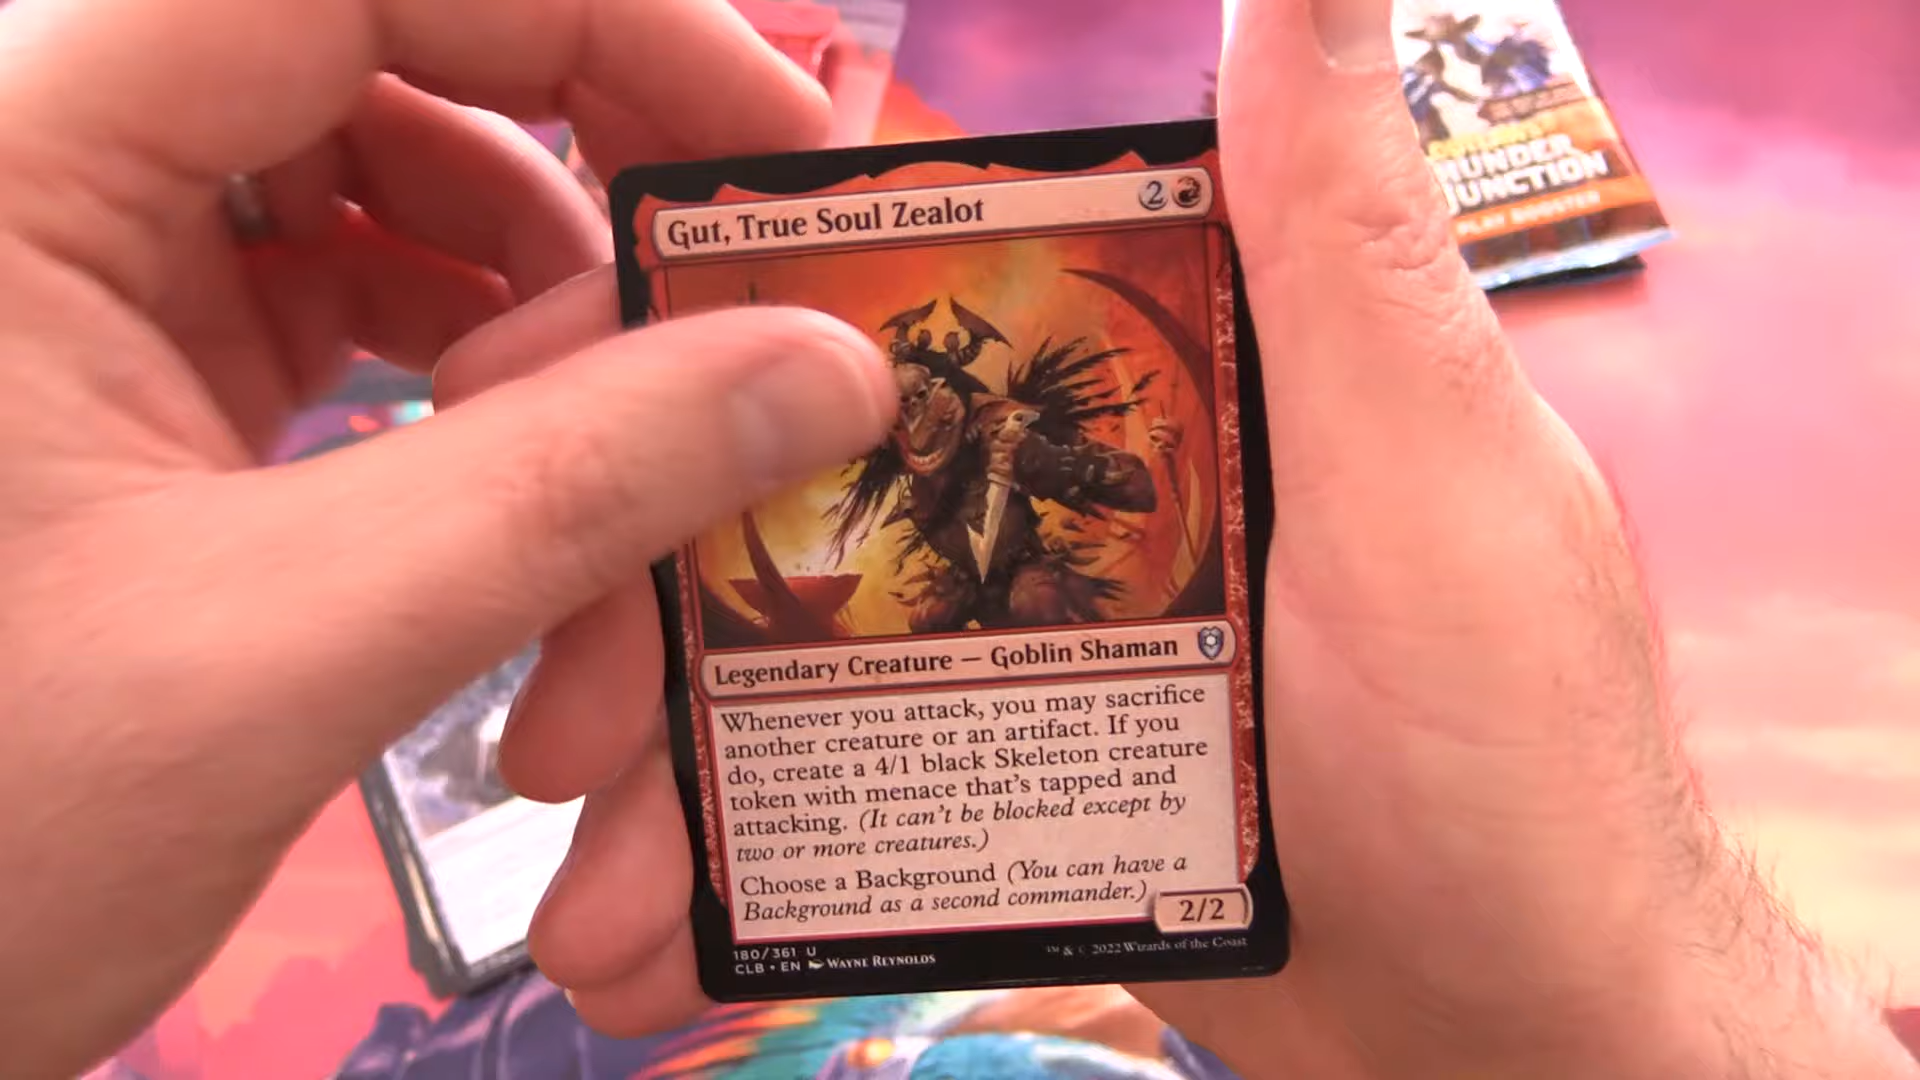 Gut, True Soul Zealot
2
Legendary Creature — Goblin Shaman
Whenever you attack, you may sacrifice
another creature or an artifact. If you
do, create a 4/1 black Skeleton creature
token with menace that's tapped and
attacking. (It can't be blocked except by
two or more creatures.)
Choose a Background (You can have a
Background as a second commander.)
2/2
180/361 U
CLB • EN WAYNE REYNOLDS
™ & © 2022 Wizards of the Coast
HUNDER
JUNCTION
PLAY BOOSTER